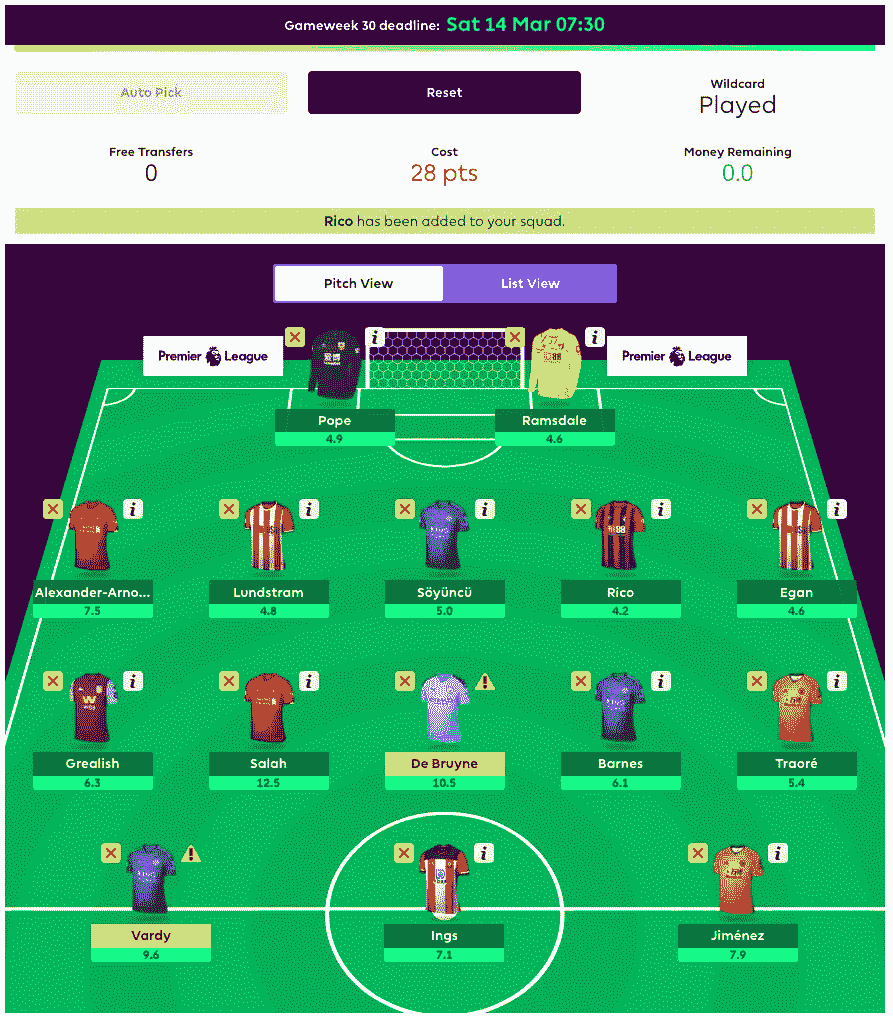 Gameweek 30 deadline: Sat 14 Mar 07:30
Auto Pick
Reset
Wildcard
Played
Free Transfers
0
Cost
28 pts
Money Remaining
0.0
Rico has been added to your squad.
Pitch View
List View
Premier League
Premier League
Pope
4.9
Ramsdale
4.6
Alexander-Arno...
7.5
Lundstram
4.8
Söyüncü
5.0
Rico
4.2
Egan
4.6
Grealish
6.3
Salah
12.5
De Bruyne
10.5
Barnes
6.1
Traoré
5.4
Vardy
9.6
Ings
7.1
Jiménez
7.9